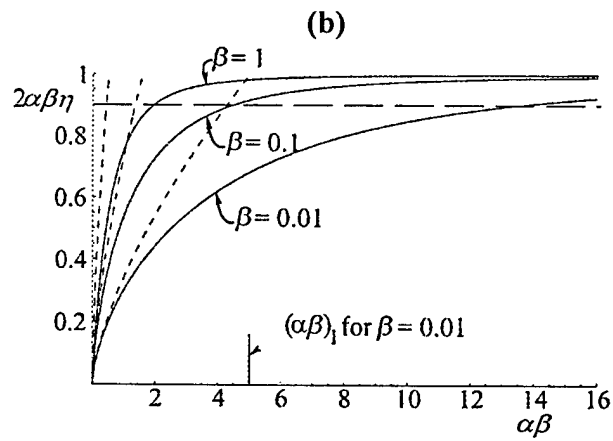 (b)
β = 1
1
2αβη
0.8
β = 0.1
0.6
β = 0.01
0.4
(αβ)₁ for β = 0.01
0.2
2 4 6 8 10 12 14 16
αβ